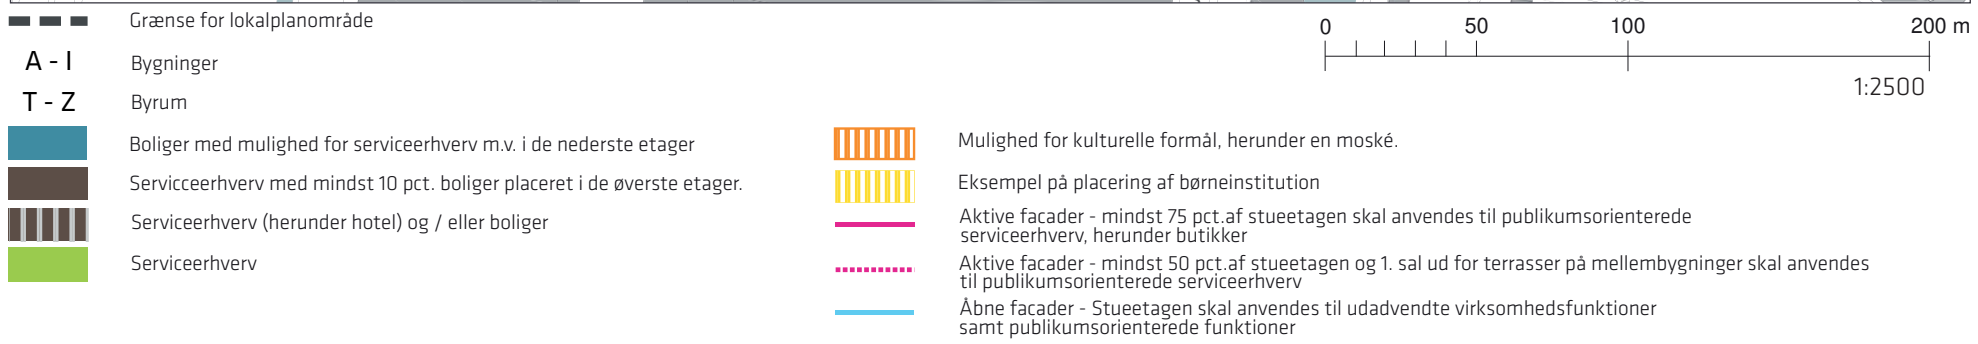 Grænse for lokalplanområde
A - I Bygninger
T - Z Byrum
Boliger med mulighed for serviceerhverv m.v. i de nederste etager
Servicceerhverv med mindst 10 pct. boliger placeret i de øverste etager.
Serviceerhverv (herunder hotel) og / eller boliger
Serviceerhverv
0 50 100 200 m
1:2500
Mulighed for kulturelle formål, herunder en moské.
Eksempel på placering af børneinstitution
Aktive facader - mindst 75 pct.af stueetagen skal anvendes til publikumsorienterede
serviceerhverv, herunder butikker
Aktive facader - mindst 50 pct.af stueetagen og 1. sal ud for terrasser på mellembygninger skal anvendes
til publikumsorienterede serviceerhverv
Åbne facader - Stueetagen skal anvendes til udadvendte virksomhedsfunktioner
samt publikumsorienterede funktioner